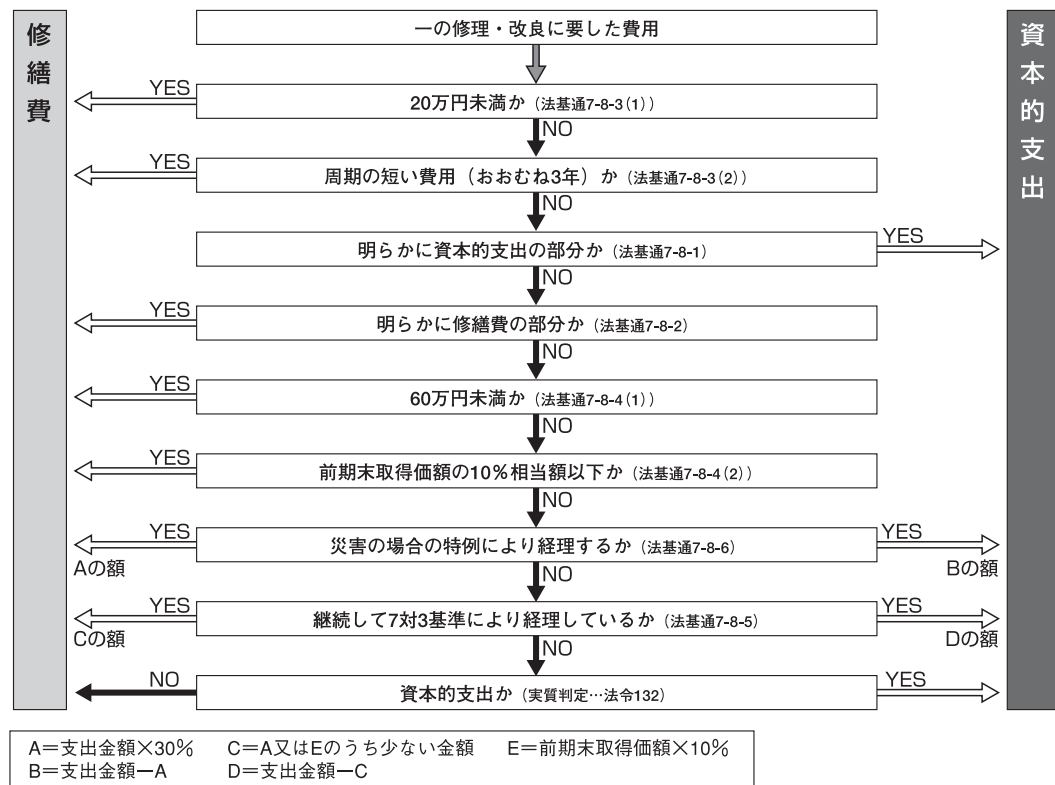 修繕費
資本的支出
一の修理・改良に要した費用
YES
20万円未満か（法基通7-8-3（1））
NO
YES
周期の短い費用（おおむね3年）か（法基通7-8-3（2））
NO
明らかに資本的支出の部分か（法基通7-8-1）
YES
NO
YES
明らかに修繕費の部分か（法基通7-8-2）
NO
YES
60万円未満か（法基通7-8-4（1））
NO
YES
前期末取得価額の10％相当額以下か（法基通7-8-4（2））
NO
YES
災害の場合の特例により経理するか（法基通7-8-6）
YES
Aの額
Bの額
NO
YES
継続して7対3基準により経理しているか（法基通7-8-5）
YES
Cの額
Dの額
NO
NO
資本的支出か（実質判定…法令132）
YES
A＝支出金額×30％　C＝A又はEのうち少ない金額　E＝前期末取得価額×10％
B＝支出金額－A　D＝支出金額－C